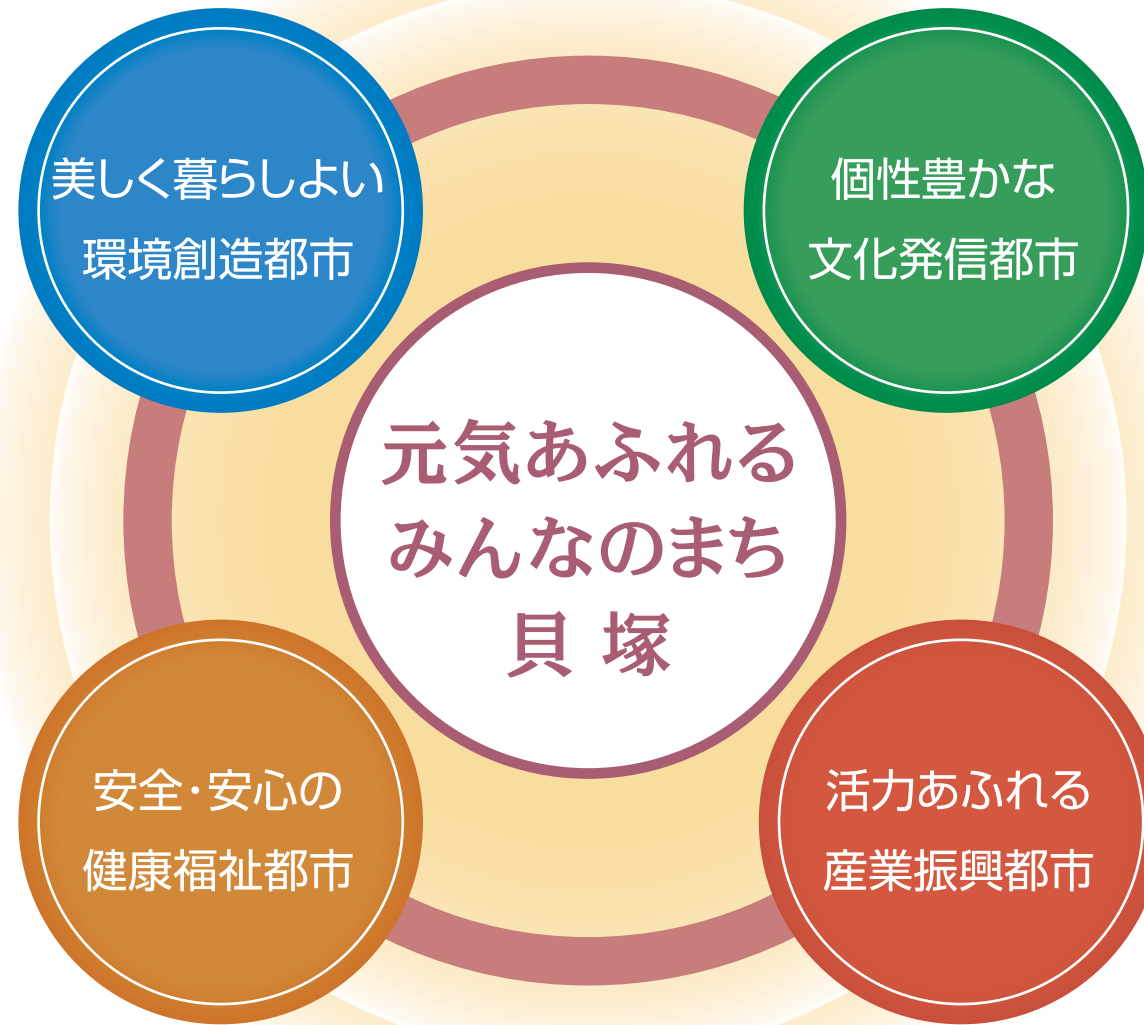 美しく暮らしよい
環境創造都市
個性豊かな
文化発信都市
元気あふれる
みんなのまち
貝塚
安全・安心の
健康福祉都市
活力あふれる
産業振興都市